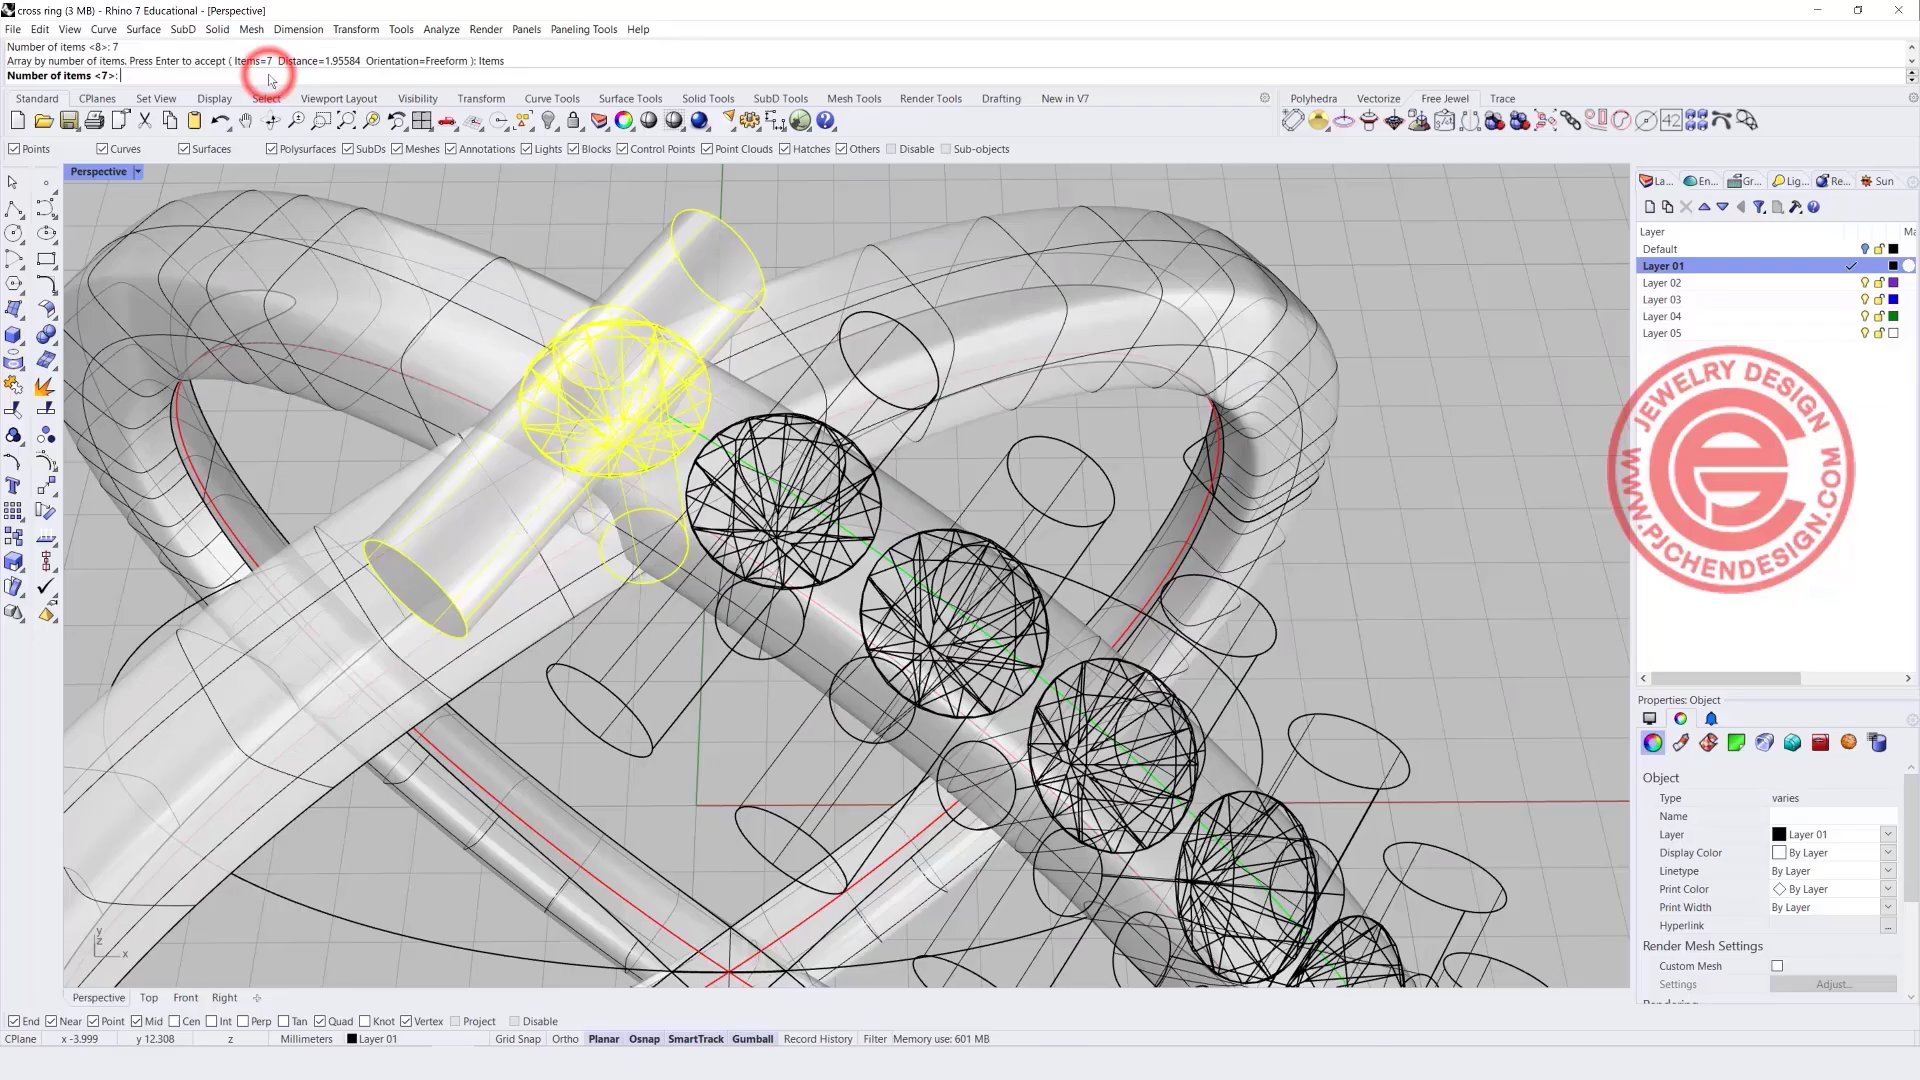 cross ring (3 MB) - Rhino 7 Educational - [Perspective]
File Edit View Curve Surface SubD Solid Mesh Dimension Transform Tools Analyze Render Panels Paneling Tools Help
Number of items <8>: 7
Array by number of items. Press Enter to accept ( Items=7 Distance=1.95584 Orientation=Freeform ): Items
Number of items <7>:
Standard CPlanes Set View Display Select Viewport Layout Visibility Transform Curve Tools Surface Tools Solid Tools SubD Tools Mesh Tools Render Tools Drafting New in V7 Polyhedra Vectorize Free Jewel Trace
42
Points Curves Surfaces Polysurfaces SubDs Meshes Annotations Lights Blocks Control Points Point Clouds Hatches Others Disable Sub-objects
Perspective
La... En... Gr... Lig... Re... Sun
Layer Ma
Default
Layer 01
Layer 02
Layer 03
Layer 04
Layer 05
JEWELRY DESIGN
WWW.PJCHENDESIGN.COM
Properties: Object
Object
Type varies
Name
Layer Layer 01
Display Color By Layer
Linetype By Layer
Print Color By Layer
Print Width By Layer
Hyperlink ...
Render Mesh Settings
Custom Mesh
Settings Adjust...
y
z
x
Perspective Top Front Right
End Near Point Mid Cen Int Perp Tan Quad Knot Vertex Project Disable
CPlane x -3.999 y 12.308 z Millimeters Layer 01 Grid Snap Ortho Planar Osnap SmartTrack Gumball Record History Filter Memory use: 601 MB